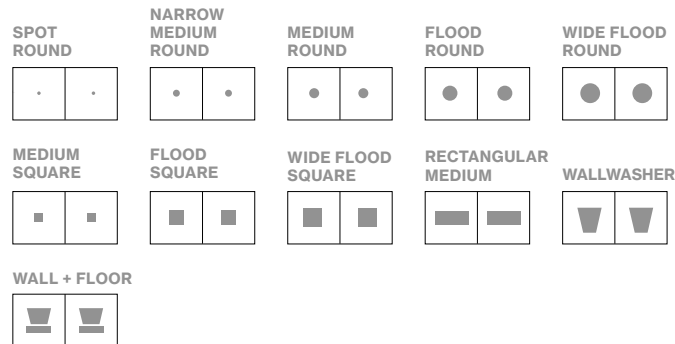 SPOT
ROUND
NARROW
MEDIUM
ROUND
MEDIUM
ROUND
FLOOD
ROUND
WIDE FLOOD
ROUND
MEDIUM
SQUARE
FLOOD
SQUARE
WIDE FLOOD
SQUARE
RECTANGULAR
MEDIUM
WALLWASHER
WALL + FLOOR